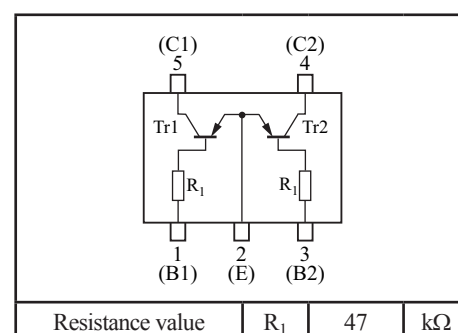 (C1) (C2)
5 4
Tr1 Tr2
R1 R1
1 2 3
(B1) (E) (B2)
Resistance value R1 47 kΩ